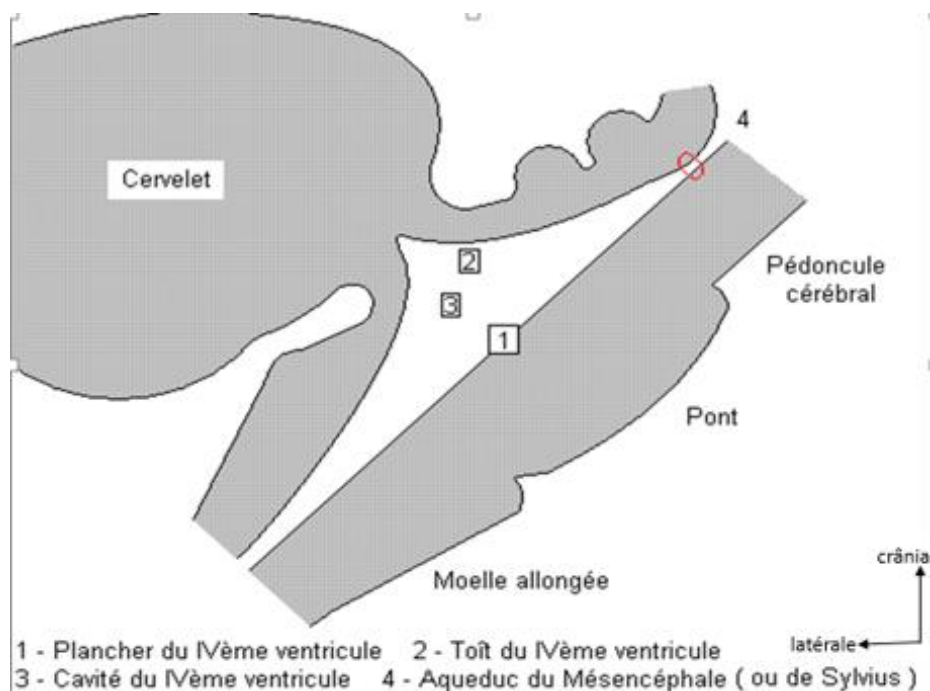 4
Cervelet
2
Pédoncule
cérébral
3
1
Pont
crânia
Moelle allongée
latérale
1 - Plancher du IVème ventricule 2 - Toît du IVème ventricule
3 - Cavité du IVème ventricule 4 - Aqueduc du Mésencéphale ( ou de Sylvius )